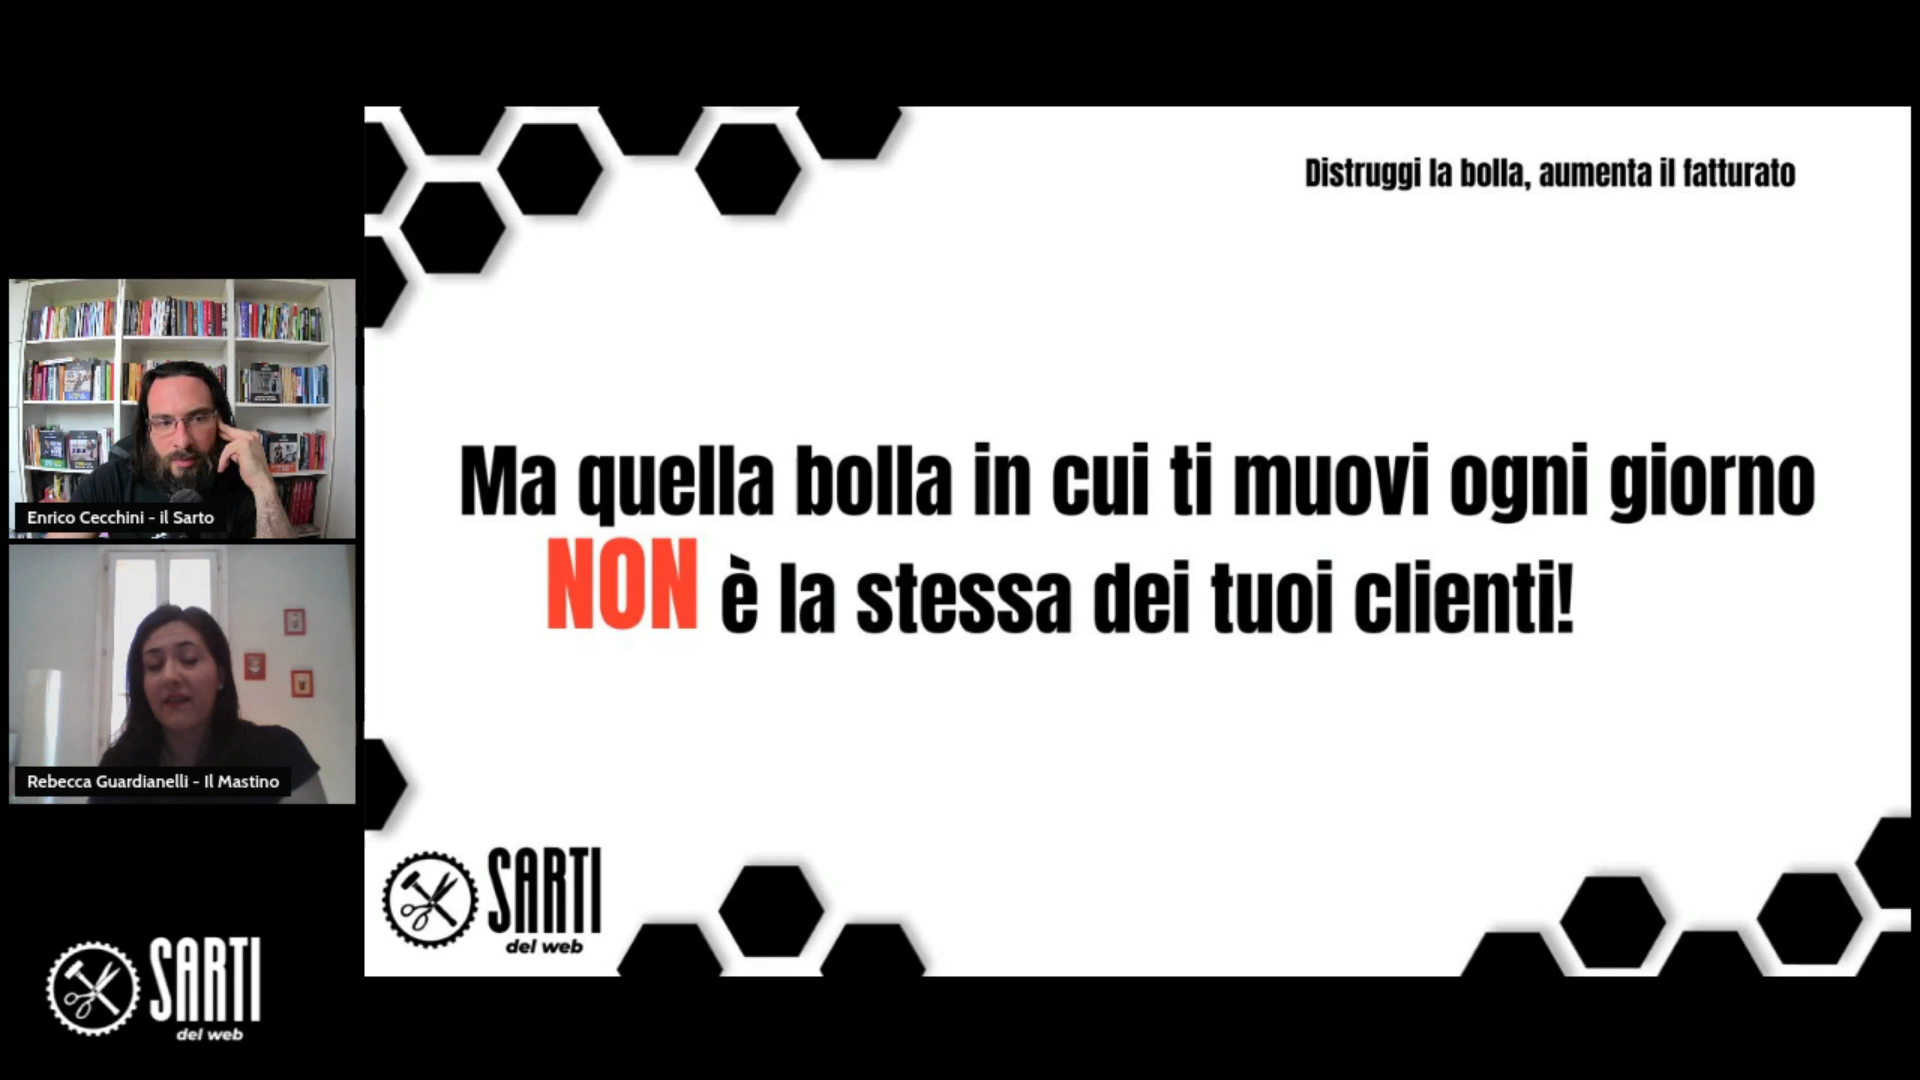 Distruggi la bolla, aumenta il fatturato
Ma quella bolla in cui ti muovi ogni giorno
NON è la stessa dei tuoi clienti!
Enrico Cecchini - il Sarto
Rebecca Guardianelli - Il Mastino
SARTI
del web
SARTI
del web